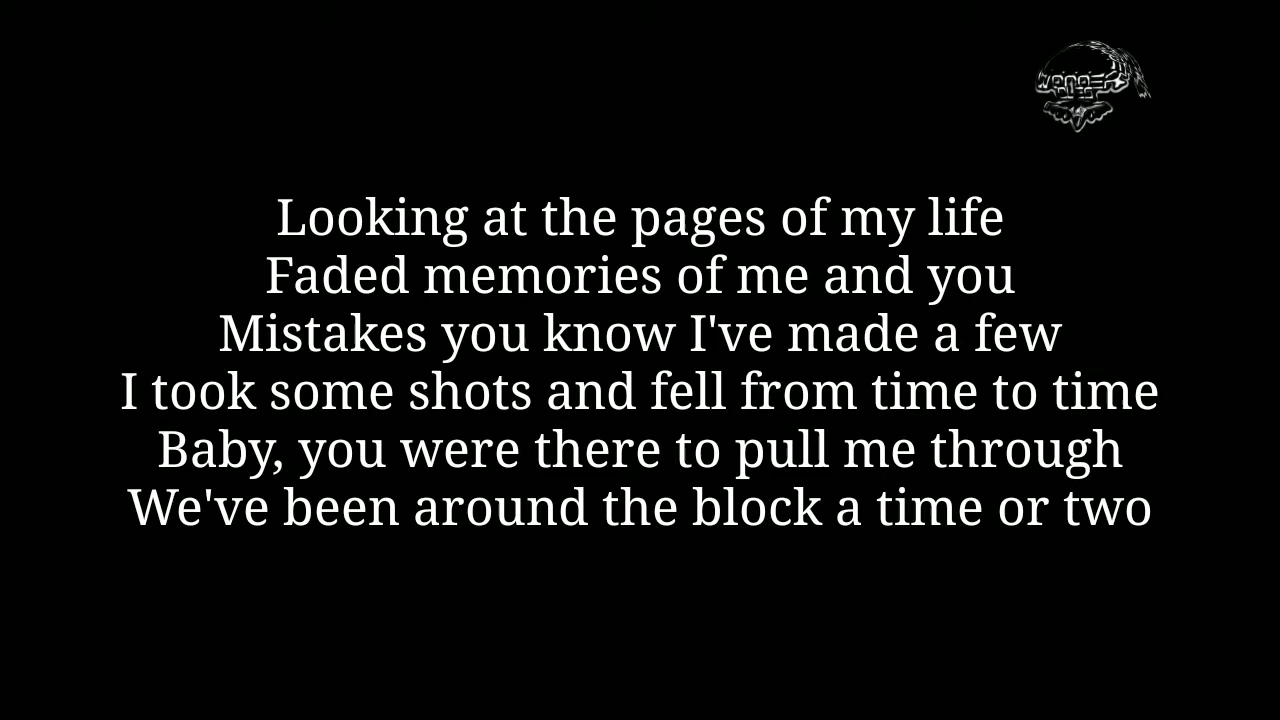 Looking at the pages of my life
Faded memories of me and you
Mistakes you know I've made a few
I took some shots and fell from time to time
Baby, you were there to pull me through
We've been around the block a time or two